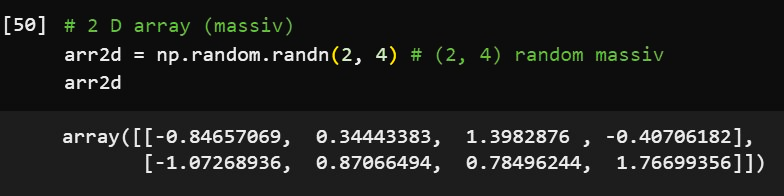 [50] # 2 D array (massiv)
arr2d = np.random.randn(2, 4) # (2, 4) random massiv
arr2d
array([[-0.84657069,  0.34443383,  1.3982876 , -0.40706182],
       [-1.07268936,  0.87066494,  0.78496244,  1.76699356]])